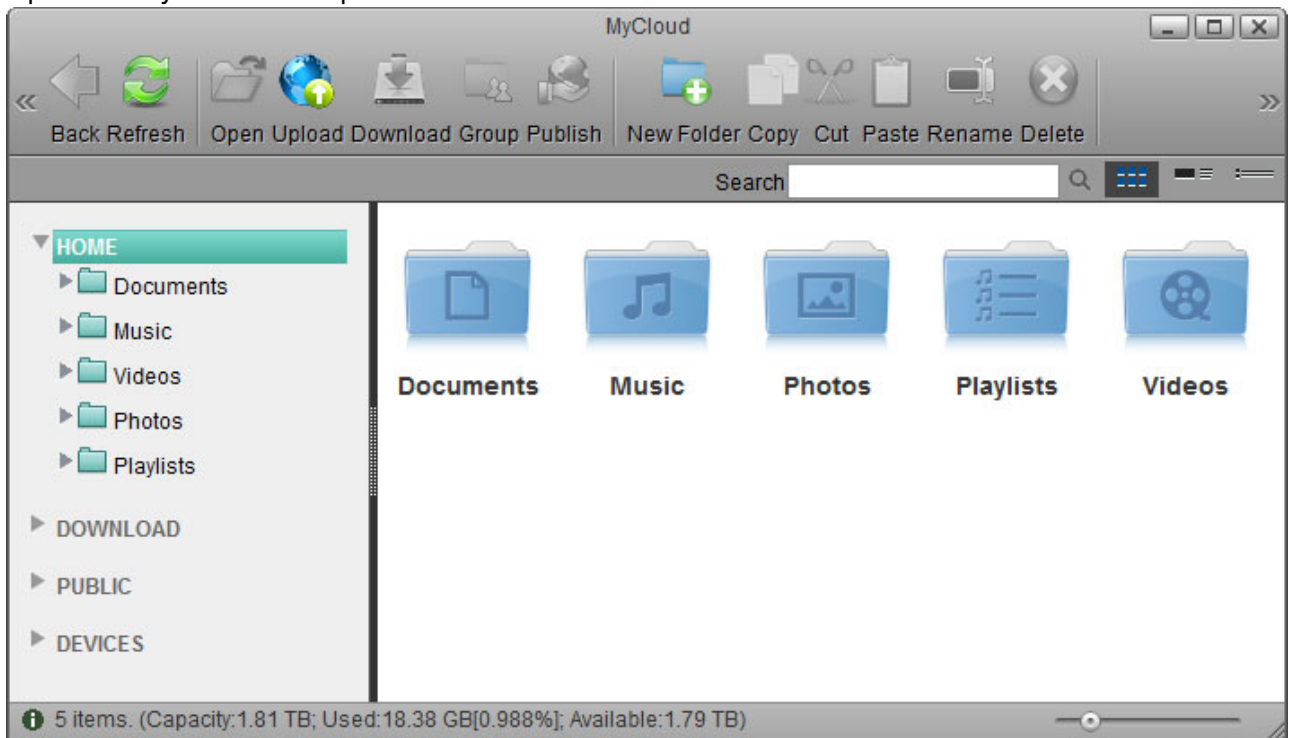 MyCloud
Back Refresh Open Upload Download Group Publish New Folder Copy Cut Paste Rename Delete
Search
HOME
Documents
Music
Videos
Photos
Playlists
DOWNLOAD
PUBLIC
DEVICES
Documents Music Photos Playlists Videos
5 items. (Capacity:1.81 TB; Used:18.38 GB[0.988%]; Available:1.79 TB)